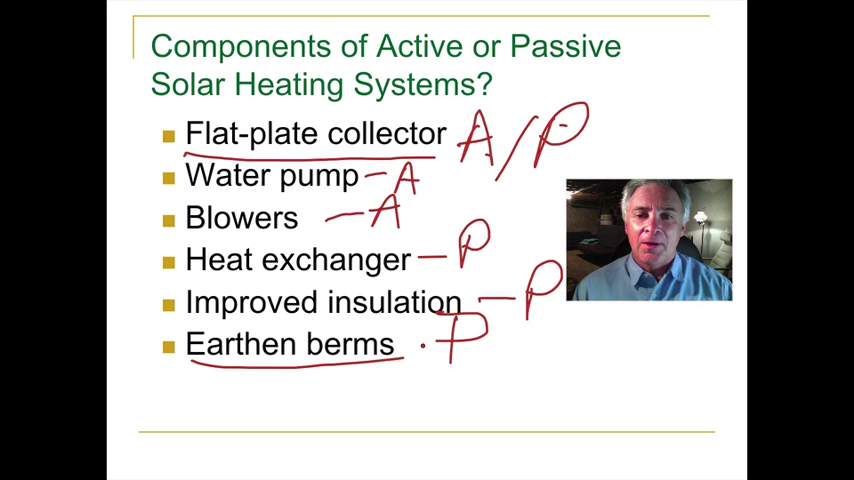 Components of Active or Passive
Solar Heating Systems?
Flat-plate collector A/P
Water pump – A
Blowers – A
Heat exchanger – P
Improved insulation – P
Earthen berms · P